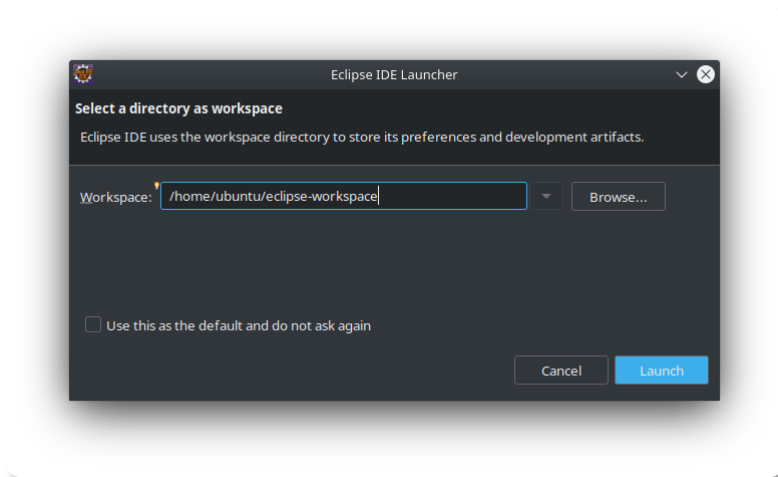 Eclipse IDE Launcher
Select a directory as workspace
Eclipse IDE uses the workspace directory to store its preferences and development artifacts.
Workspace: /home/ubuntu/eclipse-workspace Browse...
Use this as the default and do not ask again
Cancel Launch